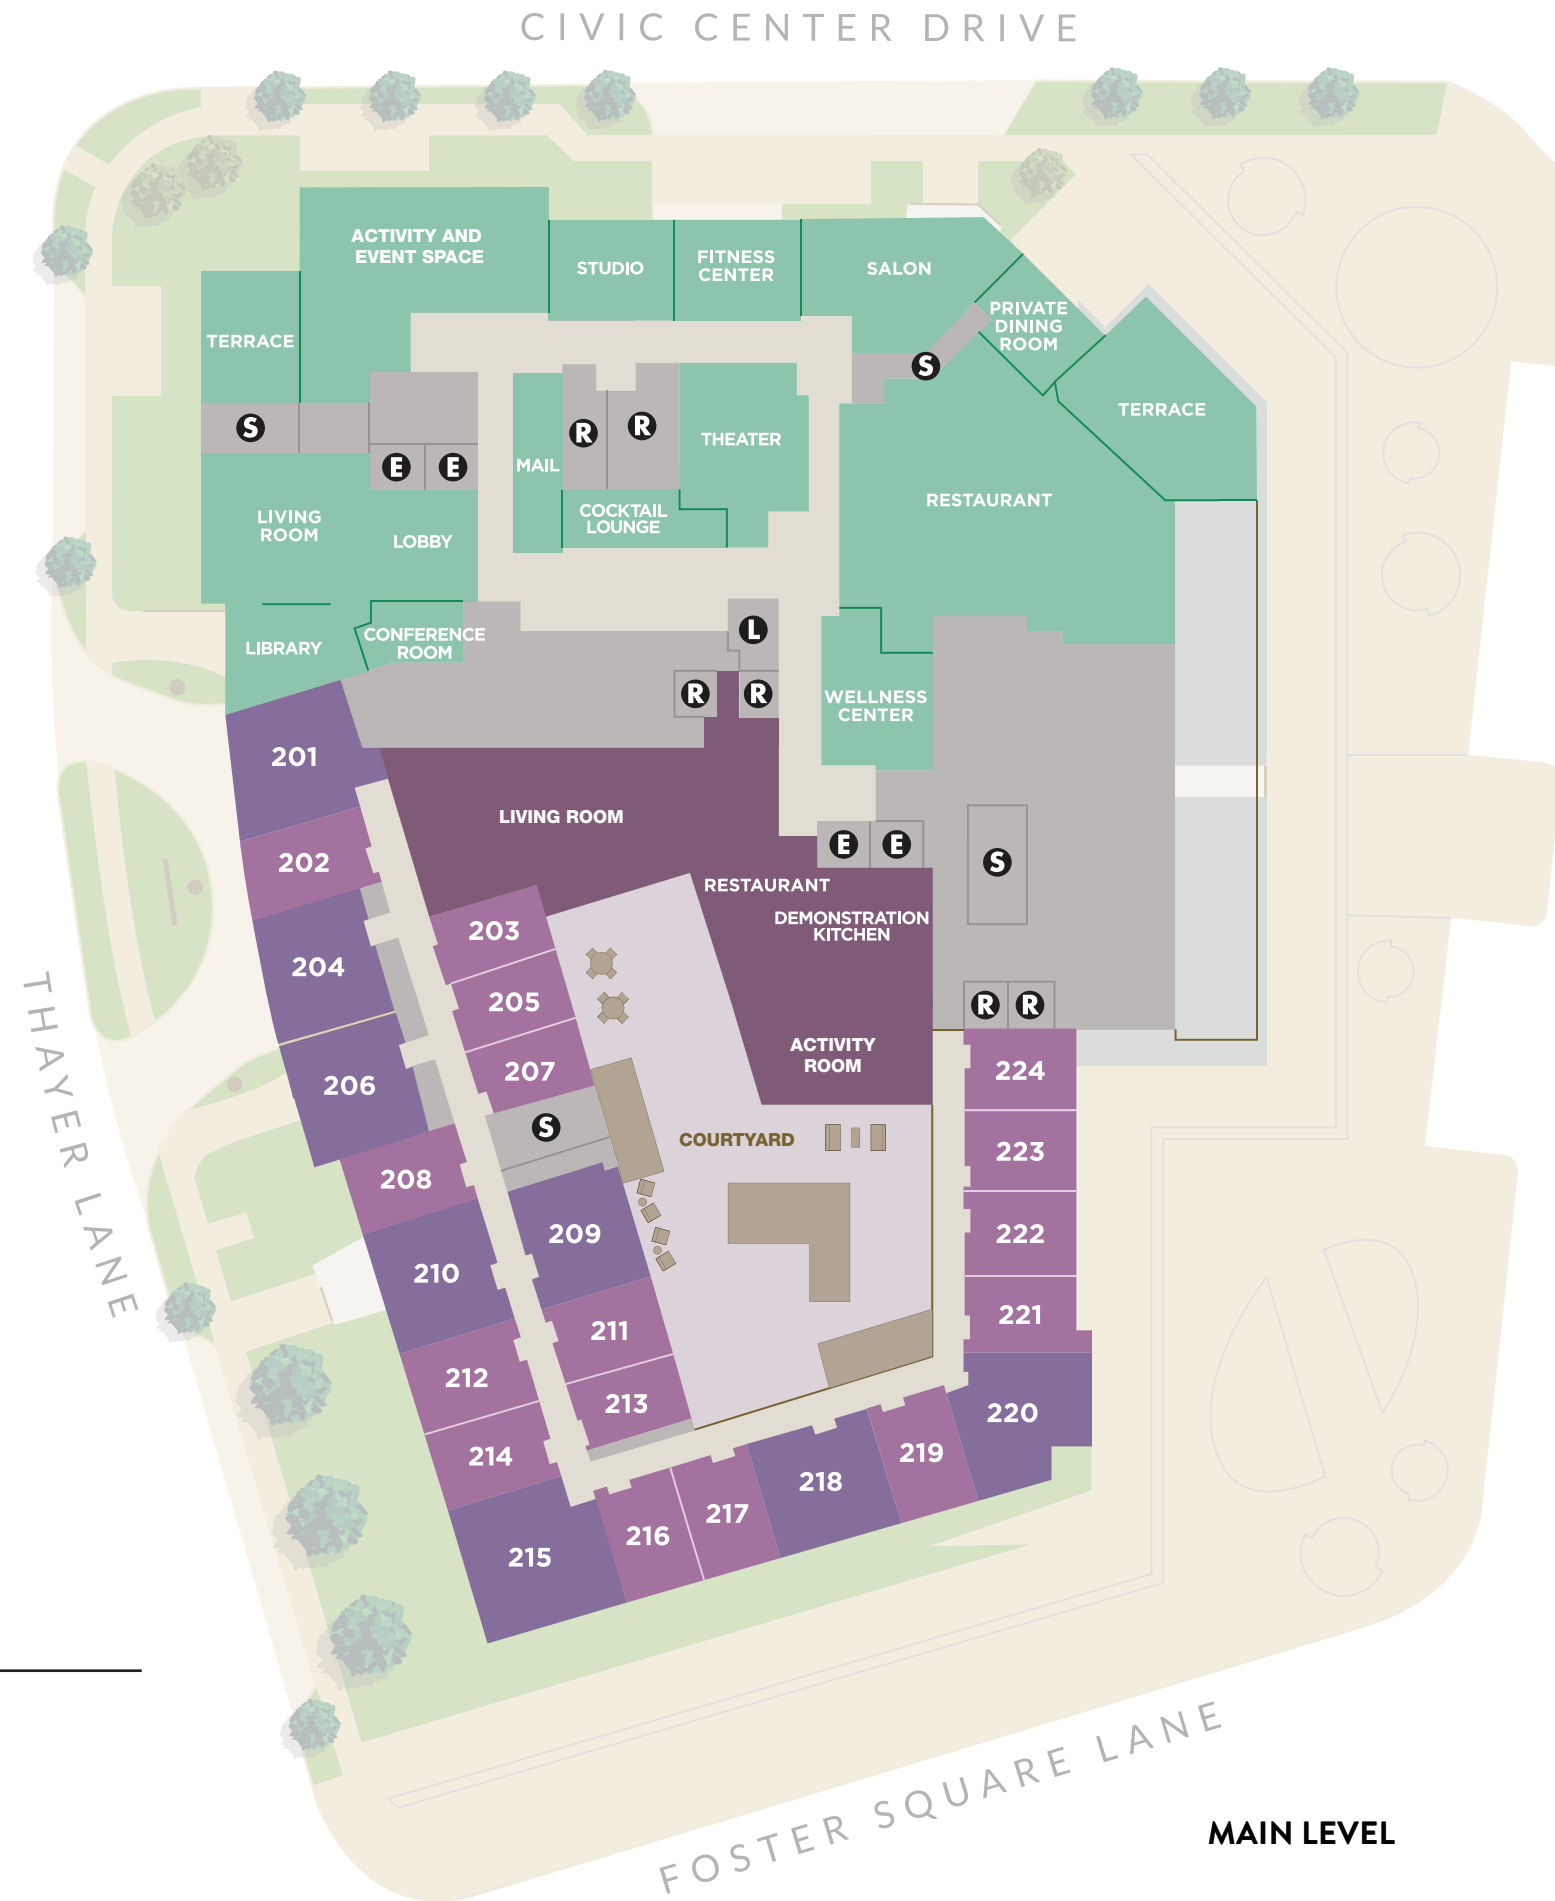 CIVIC CENTER DRIVE
ACTIVITY AND
EVENT SPACE
STUDIO
FITNESS
CENTER
SALON
PRIVATE
DINING
ROOM
TERRACE
S
TERRACE
S
R
R
THEATER
MAIL
E
E
COCKTAIL
LOUNGE
RESTAURANT
LIVING
ROOM
LOBBY
LIBRARY
CONFERENCE
ROOM
L
R
R
WELLNESS
CENTER
201
LIVING ROOM
E
E
S
202
RESTAURANT
DEMONSTRATION
KITCHEN
203
204
205
R
R
ACTIVITY
ROOM
206
207
224
S
COURTYARD
223
208
209
222
210
211
221
212
213
220
214
219
218
217
216
215
THAYER LANE
FOSTER SQUARE LANE
MAIN LEVEL